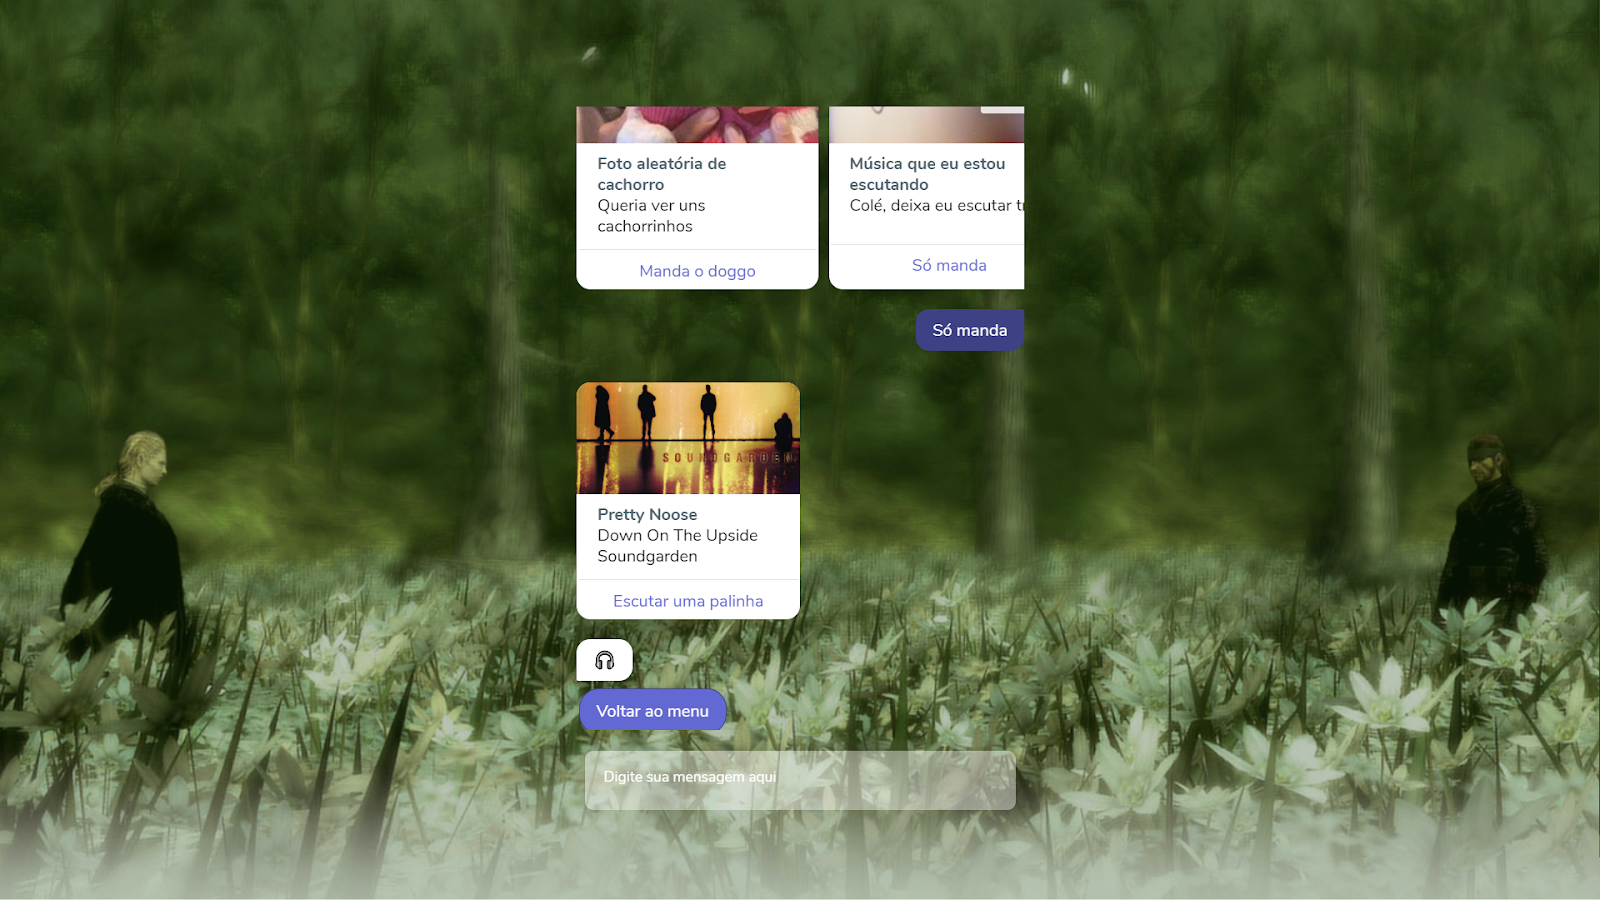 Foto aleatória de
cachorro
Queria ver uns
cachorrinhos
Manda o doggo
Música que eu estou
escutando
Colé, deixa eu escutar
Só manda
Só manda
SOUNDGARDEN
Pretty Noose
Down On The Upside
Soundgarden
Escutar uma palinha
Voltar ao menu
Digite sua mensagem aqui